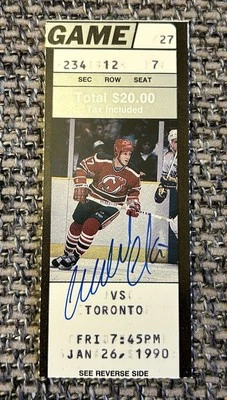 GAME 27
234 12 7
SEC ROW SEAT
Total $20.00
Tax Included
VS
TORONTO
FRI 7:45PM
JAN 26, 1990
SEE REVERSE SIDE